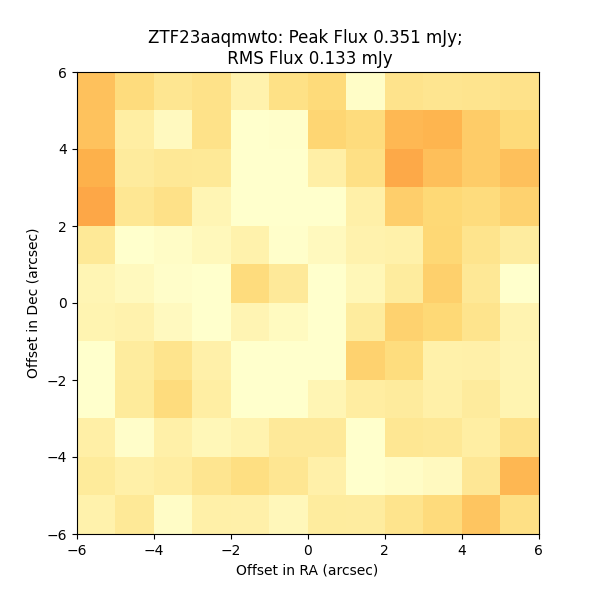 ZTF23aaqmwto: Peak Flux 0.351 mJy;
RMS Flux 0.133 mJy
6
4
2
0
−2
−4
−6
Offset in Dec (arcsec)
−6 −4 −2 0 2 4 6
Offset in RA (arcsec)